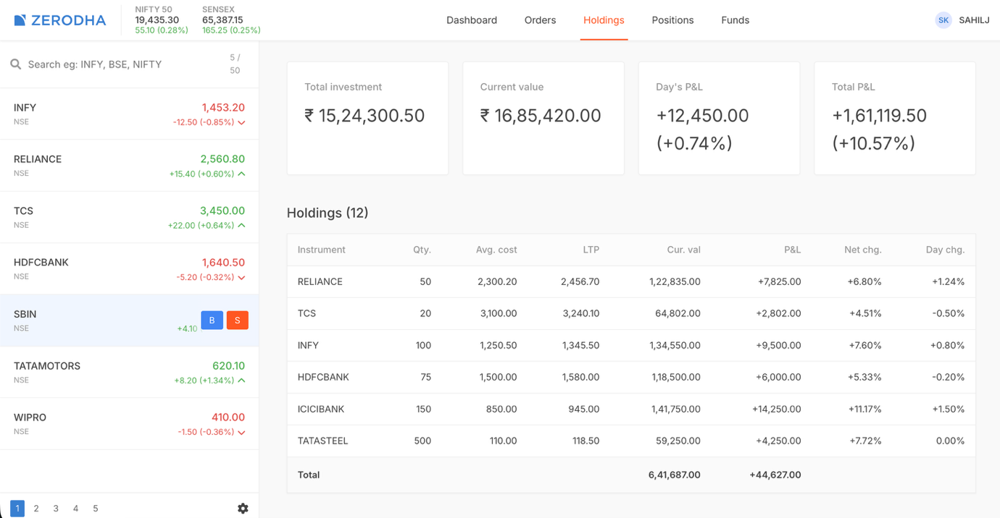 ZERODHA
NIFTY 50
19,435.30
55.10 (0.28%)
SENSEX
65,387.15
165.25 (0.25%)
Dashboard Orders Holdings Positions Funds
SK SAHILJ
Search eg: INFY, BSE, NIFTY
5 /
50
INFY 1,453.20
NSE -12.50 (-0.85%)
RELIANCE 2,560.80
NSE +15.40 (+0.60%)
TCS 3,450.00
NSE +22.00 (+0.64%)
HDFCBANK 1,640.50
NSE -5.20 (-0.32%)
SBIN
B S
NSE +4.10
TATAMOTORS 620.10
NSE +8.20 (+1.34%)
WIPRO 410.00
NSE -1.50 (-0.36%)
1 2 3 4 5
Total investment
₹ 15,24,300.50
Current value
₹ 16,85,420.00
Day's P&L
+12,450.00
(+0.74%)
Total P&L
+1,61,119.50
(+10.57%)
Holdings (12)
Instrument Qty. Avg. cost LTP Cur. val P&L Net chg. Day chg.
RELIANCE 50 2,300.20 2,456.70 1,22,835.00 +7,825.00 +6.80% +1.24%
TCS 20 3,100.00 3,240.10 64,802.00 +2,802.00 +4.51% -0.50%
INFY 100 1,250.50 1,345.50 1,34,550.00 +9,500.00 +7.60% +0.80%
HDFCBANK 75 1,500.00 1,580.00 1,18,500.00 +6,000.00 +5.33% -0.20%
ICICIBANK 150 850.00 945.00 1,41,750.00 +14,250.00 +11.17% +1.50%
TATASTEEL 500 110.00 118.50 59,250.00 +4,250.00 +7.72% 0.00%
Total 6,41,687.00 +44,627.00